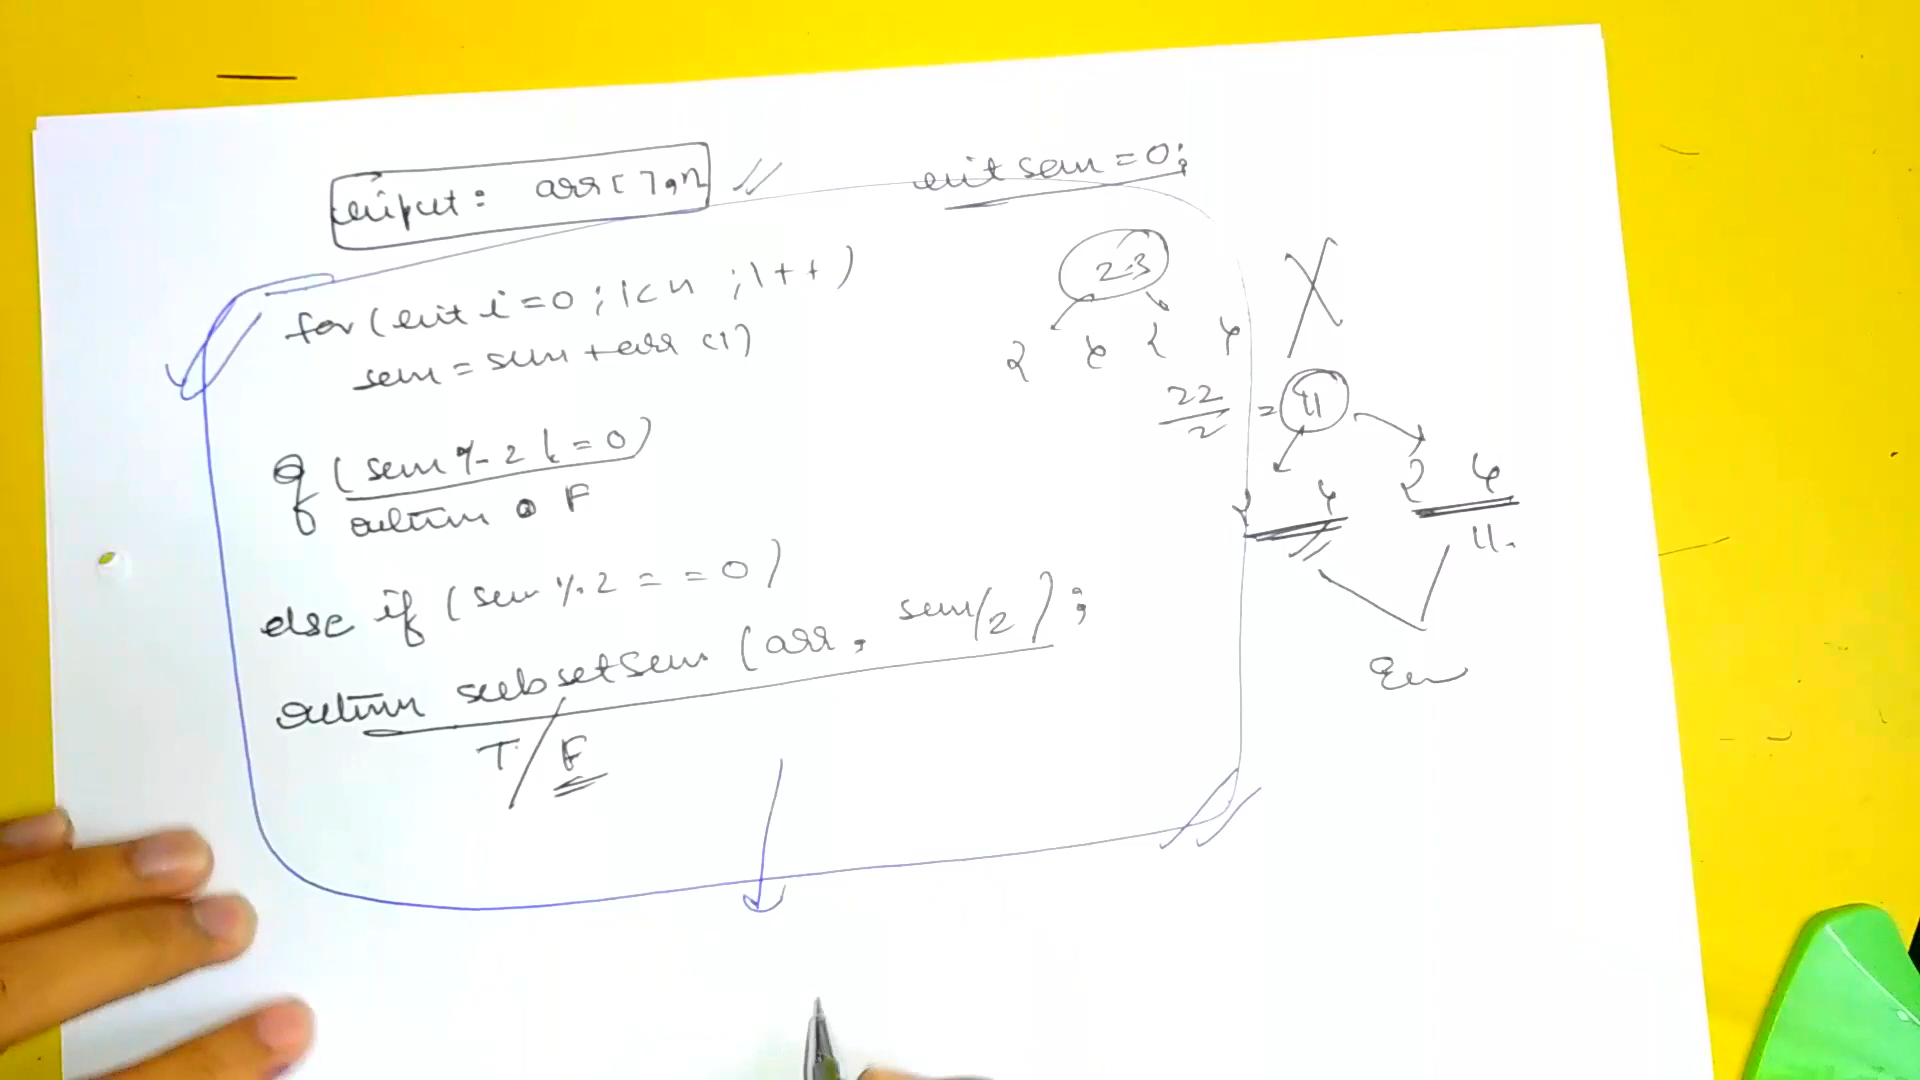 input: arr[],n
int sum=0;
for(int i=0;i<n;i++)
sum=sum+arr[i]
if(sum%2!=0)
return F
else if(sum%2==0)
return subsetsum(arr, sum/2);
T/F
23
22/2=11
11.